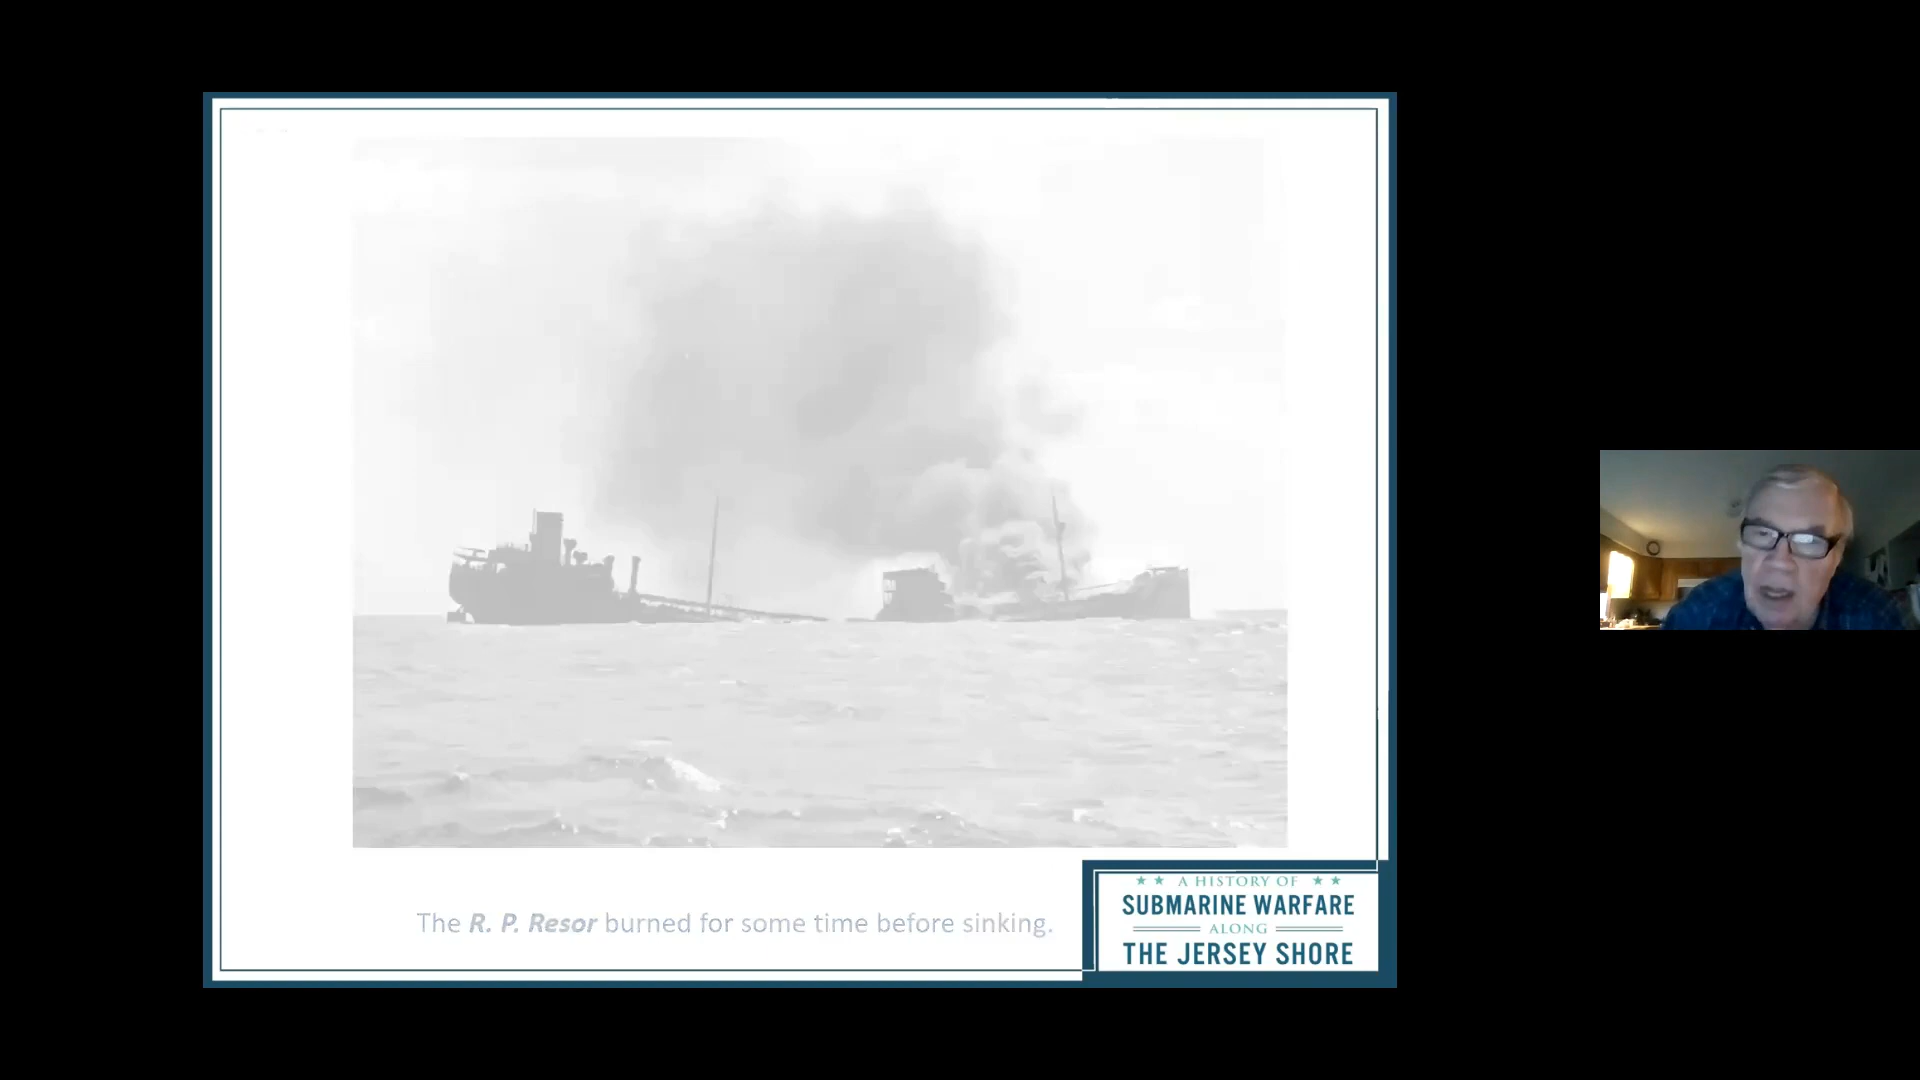 The R. P. Resor burned for some time before sinking.
A HISTORY OF
SUBMARINE WARFARE
ALONG
THE JERSEY SHORE